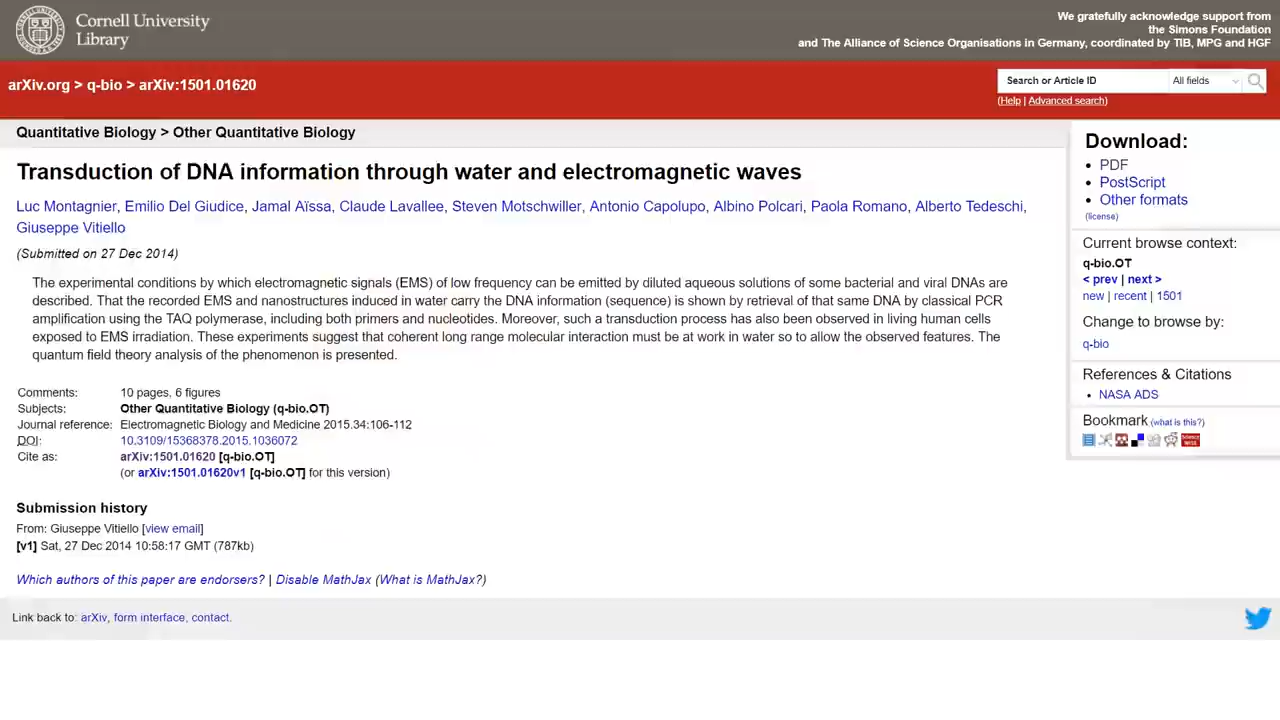 Cornell University
Library
We gratefully acknowledge support from
the Simons Foundation
and The Alliance of Science Organisations in Germany, coordinated by TIB, MPG and HGF
arXiv.org > q-bio > arXiv:1501.01620
Search or Article ID
All fields
(Help | Advanced search)
Quantitative Biology > Other Quantitative Biology
Transduction of DNA information through water and electromagnetic waves
Luc Montagnier, Emilio Del Giudice, Jamal Aïssa, Claude Lavallee, Steven Motschwiller, Antonio Capolupo, Albino Polcari, Paola Romano, Alberto Tedeschi,
Giuseppe Vitiello
(Submitted on 27 Dec 2014)
The experimental conditions by which electromagnetic signals (EMS) of low frequency can be emitted by diluted aqueous solutions of some bacterial and viral DNAs are
described. That the recorded EMS and nanostructures induced in water carry the DNA information (sequence) is shown by retrieval of that same DNA by classical PCR
amplification using the TAQ polymerase, including both primers and nucleotides. Moreover, such a transduction process has also been observed in living human cells
exposed to EMS irradiation. These experiments suggest that coherent long range molecular interaction must be at work in water so to allow the observed features. The
quantum field theory analysis of the phenomenon is presented.
Comments: 10 pages, 6 figures
Subjects: Other Quantitative Biology (q-bio.OT)
Journal reference: Electromagnetic Biology and Medicine 2015.34:106-112
DOI: 10.3109/15368378.2015.1036072
Cite as: arXiv:1501.01620 [q-bio.OT]
(or arXiv:1501.01620v1 [q-bio.OT] for this version)
Submission history
From: Giuseppe Vitiello [view email]
[v1] Sat, 27 Dec 2014 10:58:17 GMT (787kb)
Which authors of this paper are endorsers? | Disable MathJax (What is MathJax?)
Download:
PDF
PostScript
Other formats
(license)
Current browse context:
q-bio.OT
< prev | next >
new | recent | 1501
Change to browse by:
q-bio
References & Citations
NASA ADS
Bookmark (what is this?)
Link back to: arXiv, form interface, contact.